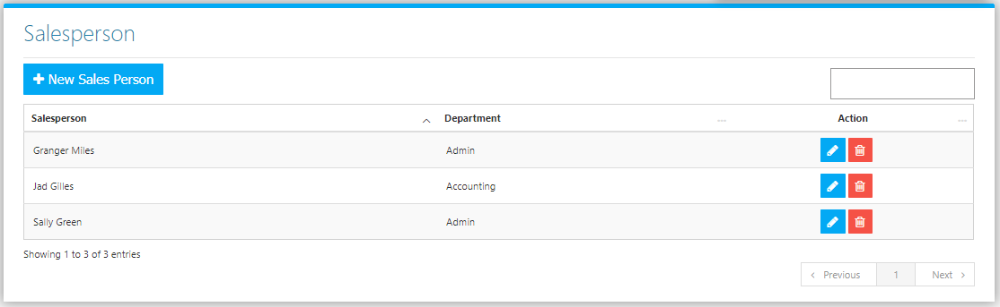 Salesperson
New Sales Person
Salesperson Department Action
Granger Miles Admin
Jad Gilles Accounting
Sally Green Admin
Showing 1 to 3 of 3 entries
Previous 1 Next